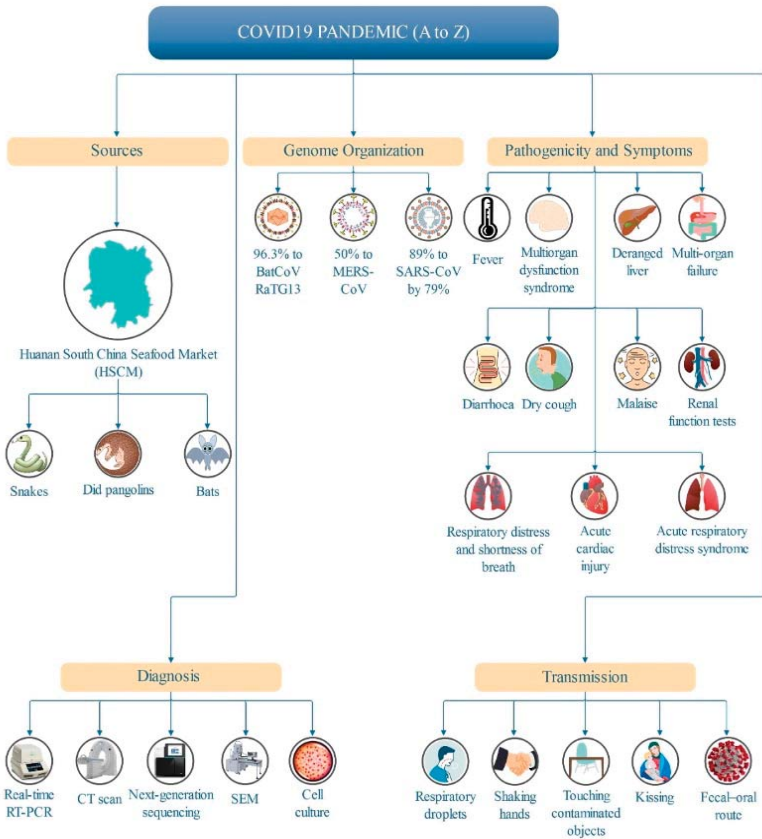 COVID19 PANDEMIC (A to Z)
Sources
Genome Organization
Pathogenicity and Symptoms
96.3% to
BatCoV
RaTG13
50% to
MERS-
CoV
89% to
SARS-CoV
by 79%
Fever
Multiorgan
dysfunction
syndrome
Deranged
liver
Multi-organ
failure
Huanan South China Seafood Market
(HSCM)
Diarrhoea
Dry cough
Malaise
Renal
function tests
Snakes
Did pangolins
Bats
Respiratory distress
and shortness of
breath
Acute
cardiac
injury
Acute respiratory
distress syndrome
Diagnosis
Transmission
Real-time
RT-PCR
CT scan
Next-generation
sequencing
SEM
Cell
culture
Respiratory
droplets
Shaking
hands
Touching
contaminated
objects
Kissing
Fecal–oral
route